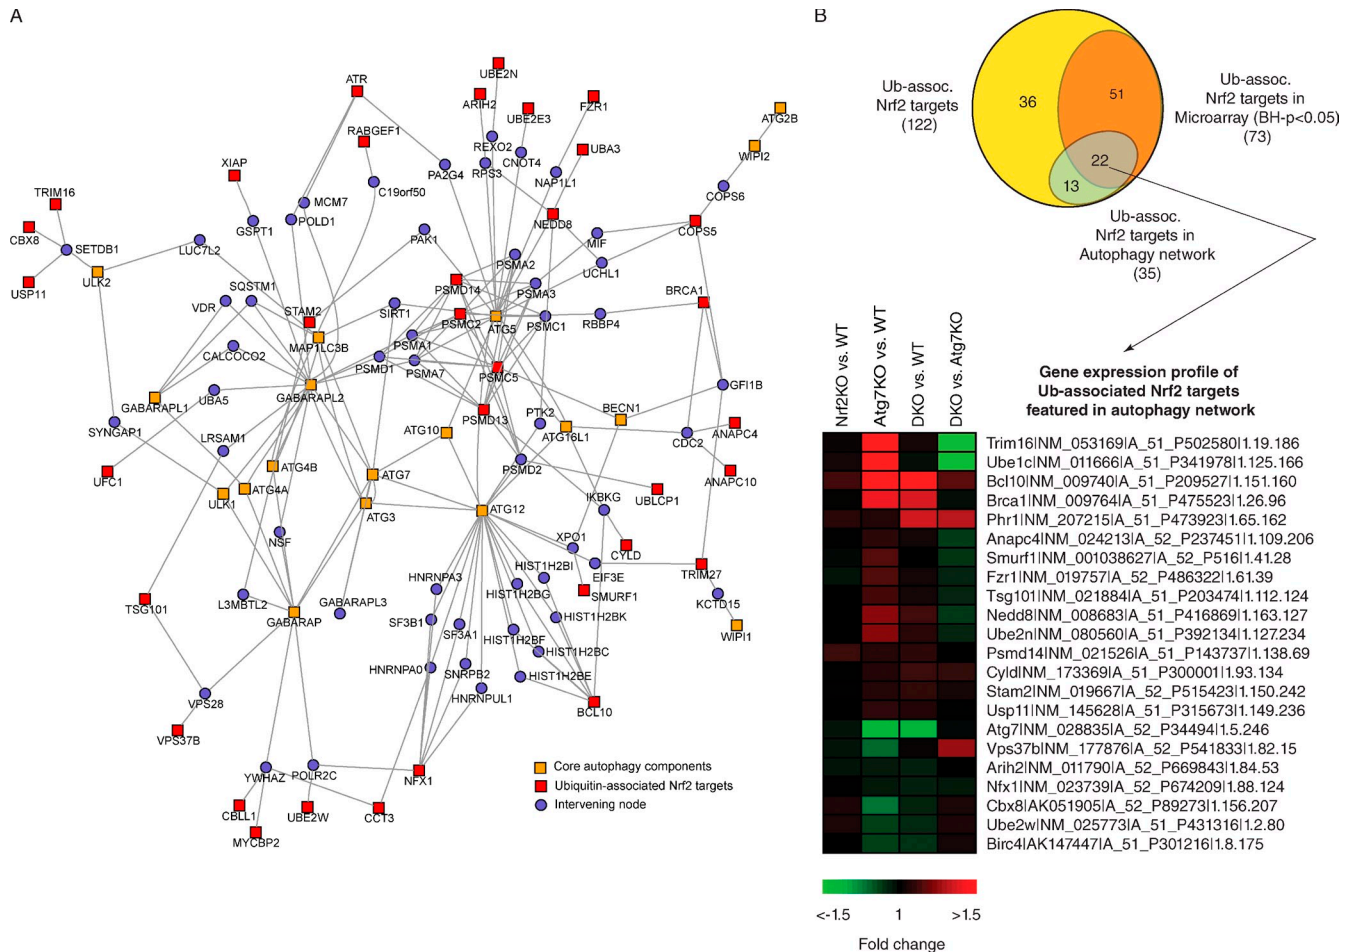 A
UBE2N
ATR
ARIH2
FZR1
UBE2E3
ATG2B
RABGEF1
REXO2
UBA3
CNOT4
WIPI2
XIAP
PA2G4
RPS3
NAP1L1
TRIM16
C19orf50
COPS6
MCM7
CBX8
GSPT1
POLD1
NEDD8
SETDB1
PAK1
MIF
COPS5
LUC7L2
PSMA2
ULK2
UCHL1
USP11
SQSTM1
PSMD14
PSMA3
BRCA1
VDR
STAM2
SIRT1
PSMC2
ATG5
PSMC1
RBBP4
MAP1LC3B
PSMA1
CALCOCO2
PSMD1
PSMA7
PSMC5
GFI1B
GABARAPL1
UBA5
GABARAPL2
PTK2
BECN1
PSMD13
SYNGAP1
ATG10
ATG16L1
CDC2
ANAPC4
LRSAM1
PSMD2
UFC1
ATG4B
ATG7
ANAPC10
ULK1
ATG4A
ATG3
ATG12
IKBKG
UBLCP1
NSF
XPO1
CYLD
HNRNPA3
HIST1H2BI
EIF3E
TRIM27
HIST1H2BG
SMURF1
TSG101
L3MBTL2
GABARAPL3
KCTD15
GABARAP
SF3B1
SF3A1
HIST1H2BK
WIPI1
HIST1H2BF
HIST1H2BC
HNRNPA0
SNRPB2
HIST1H2BE
HNRNPUL1
VPS28
BCL10
VPS37B
YWHAZ
POLR2C
NFX1
CBLL1
UBE2W
CCT3
MYCBP2
Core autophagy components
Ubiquitin-associated Nrf2 targets
Intervening node
B
Ub-assoc.
Nrf2 targets
(122)
36
51
22
13
Ub-assoc.
Nrf2 targets in
Microarray (BH-p<0.05)
(73)
Ub-assoc.
Nrf2 targets in
Autophagy network
(35)
Nrf2KO vs. WT
Atg7KO vs. WT
DKO vs. WT
DKO vs. Atg7KO
Gene expression profile of
Ub-associated Nrf2 targets
featured in autophagy network
Trim16|NM_053169|A_51_P502580|1.19.186
Ube1c|NM_011666|A_51_P341978|1.125.166
Bcl10|NM_009740|A_51_P209527|1.151.160
Brca1|NM_009764|A_51_P475523|1.26.96
Phr1|NM_207215|A_51_P473923|1.65.162
Anapc4|NM_024213|A_52_P237451|1.109.206
Smurf1|NM_001038627|A_52_P516|1.41.28
Fzr1|NM_019757|A_52_P486322|1.61.39
Tsg101|NM_021884|A_52_P203474|1.112.124
Nedd8|NM_008683|A_51_P416869|1.163.127
Ube2n|NM_080560|A_51_P392134|1.127.234
Psmd14|NM_021526|A_51_P143737|1.138.69
Cyld|NM_173369|A_52_P300001|1.93.134
Stam2|NM_019667|A_52_P515423|1.150.242
Usp11|NM_145628|A_51_P315673|1.149.236
Atg7|NM_028835|A_52_P34494|1.5.246
Vps37b|NM_177876|A_52_P541833|1.82.15
Arih2|NM_011790|A_52_P669843|1.84.53
Nfx1|NM_023739|A_52_P674209|1.88.124
Cbx8|AK051905|A_52_P89273|1.156.207
Ube2w|NM_025773|A_51_P431316|1.2.80
Birc4|AK147447|A_51_P301216|1.8.175
<-1.5 1 >1.5
Fold change